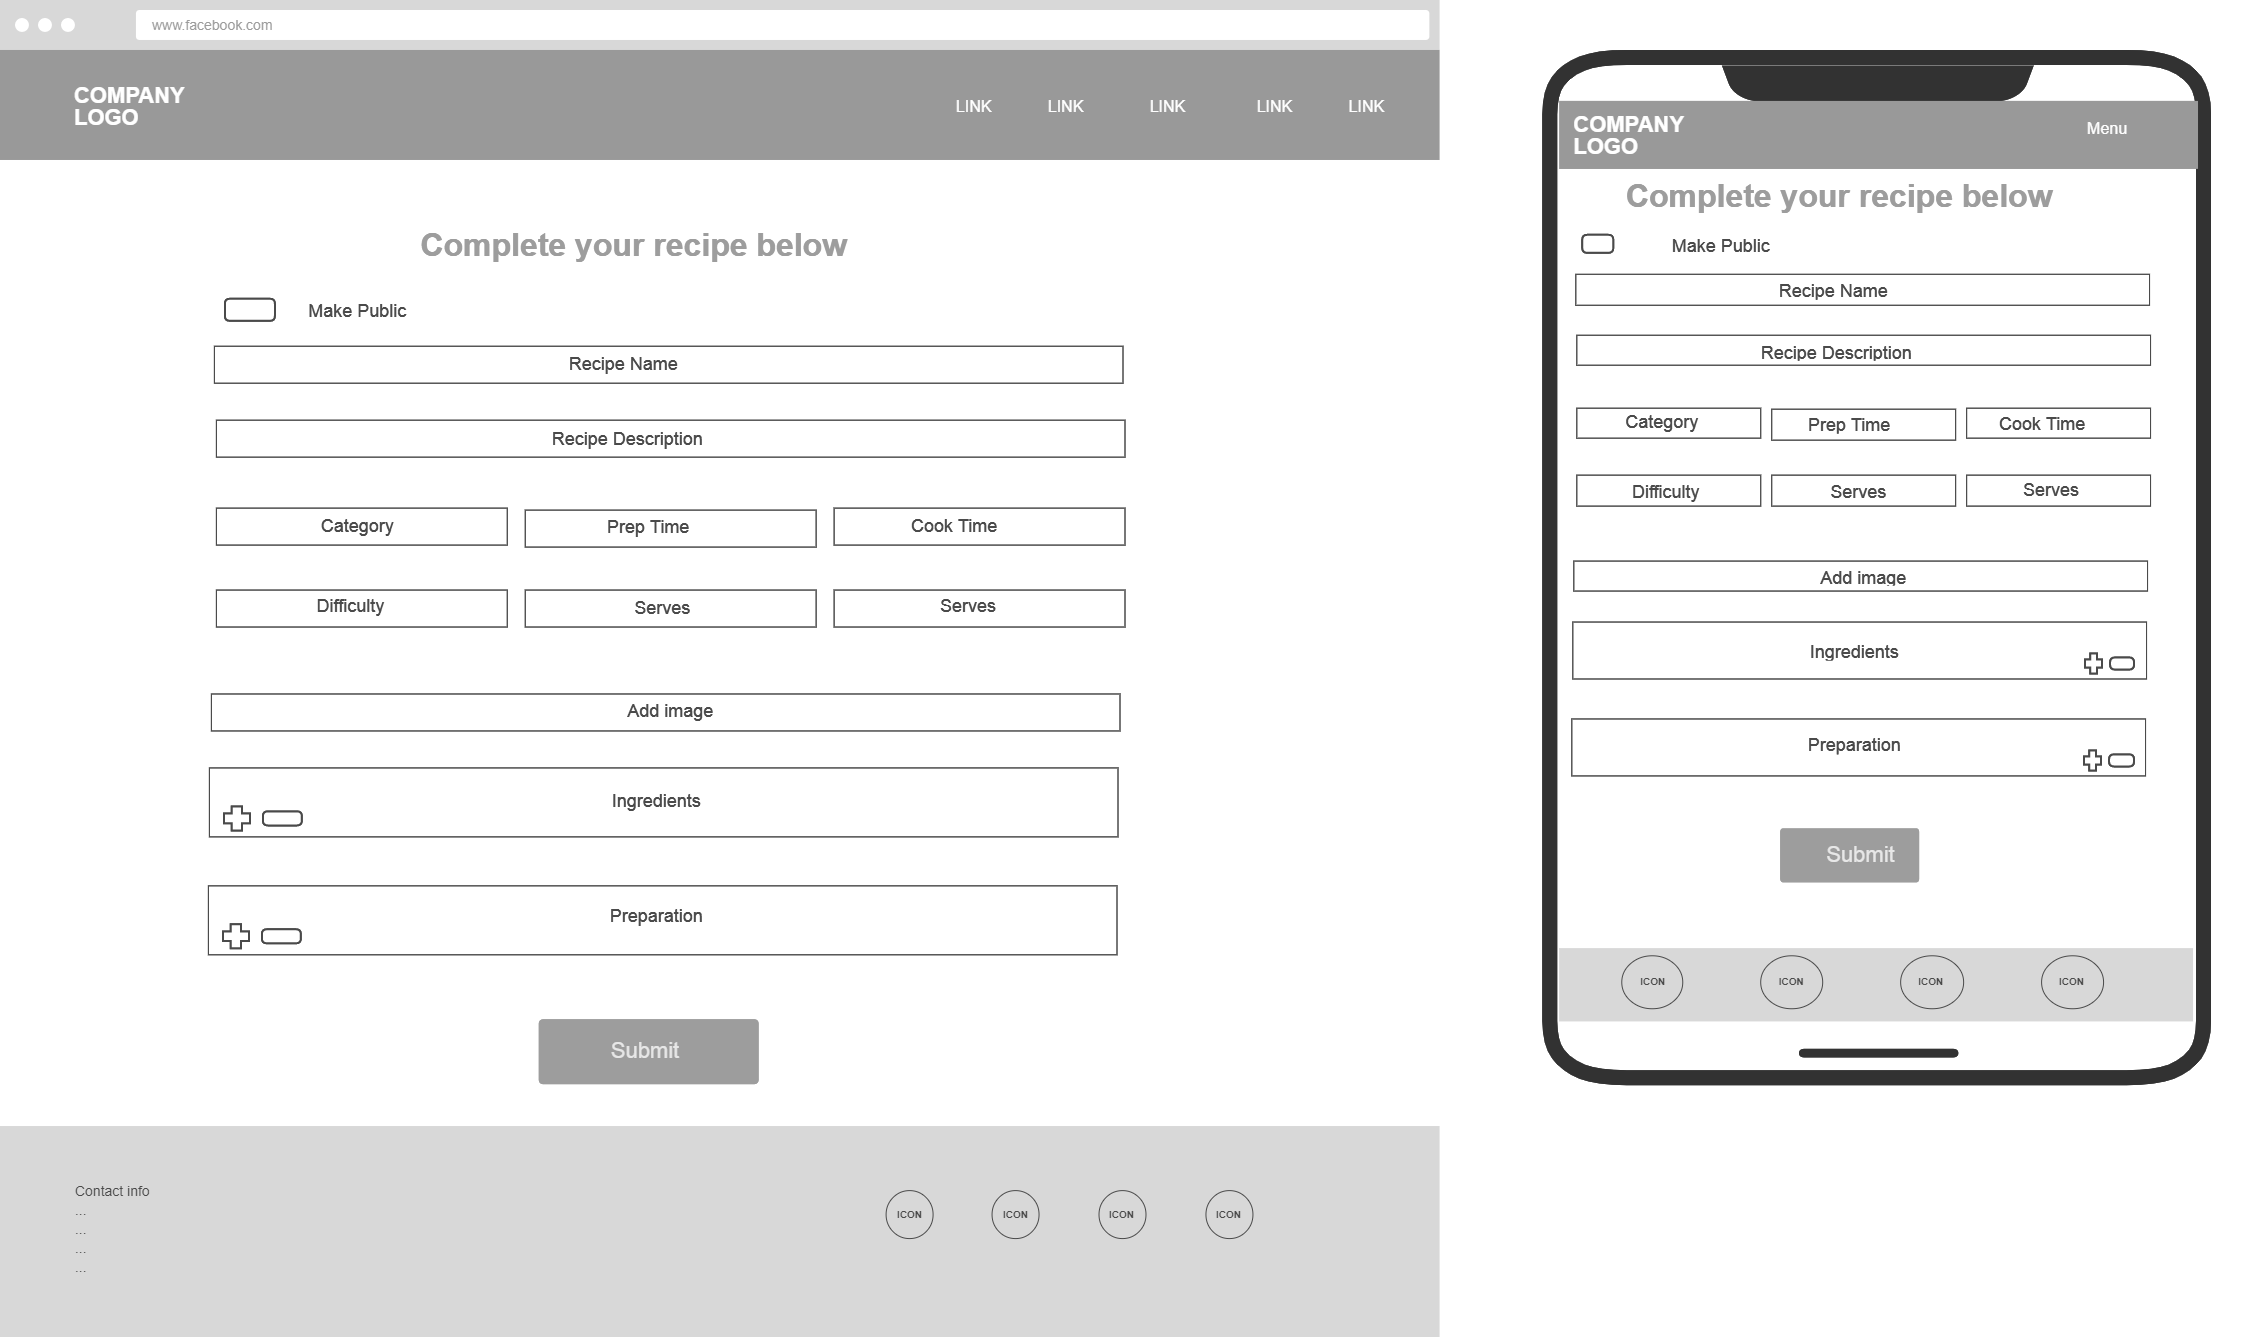 www.facebook.com
COMPANY
LOGO
LINK LINK LINK LINK LINK
Complete your recipe below
Make Public
Recipe Name
Recipe Description
Category Prep Time Cook Time
Difficulty Serves Serves
Add image
Ingredients
Preparation
Submit
Contact info
...
...
...
...
ICON ICON ICON ICON
COMPANY
LOGO
Menu
Complete your recipe below
Make Public
Recipe Name
Recipe Description
Category Prep Time Cook Time
Difficulty Serves Serves
Add image
Ingredients
Preparation
Submit
ICON ICON ICON ICON